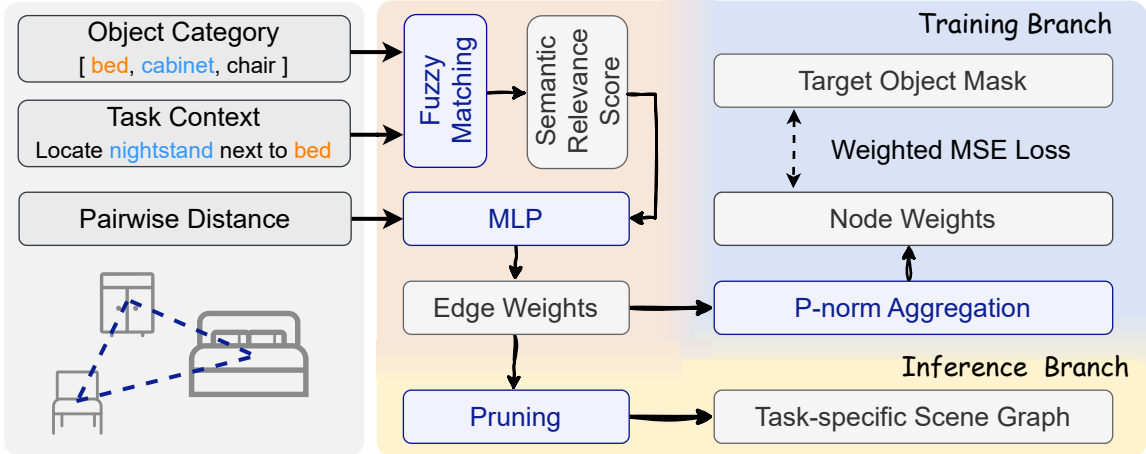 Object Category
[ bed, cabinet, chair ]
Task Context
Locate nightstand next to bed
Pairwise Distance
Fuzzy
Matching
Semantic
Relevance
Score
MLP
Edge Weights
Pruning
Training Branch
Target Object Mask
Weighted MSE Loss
Node Weights
P-norm Aggregation
Inference Branch
Task-specific Scene Graph